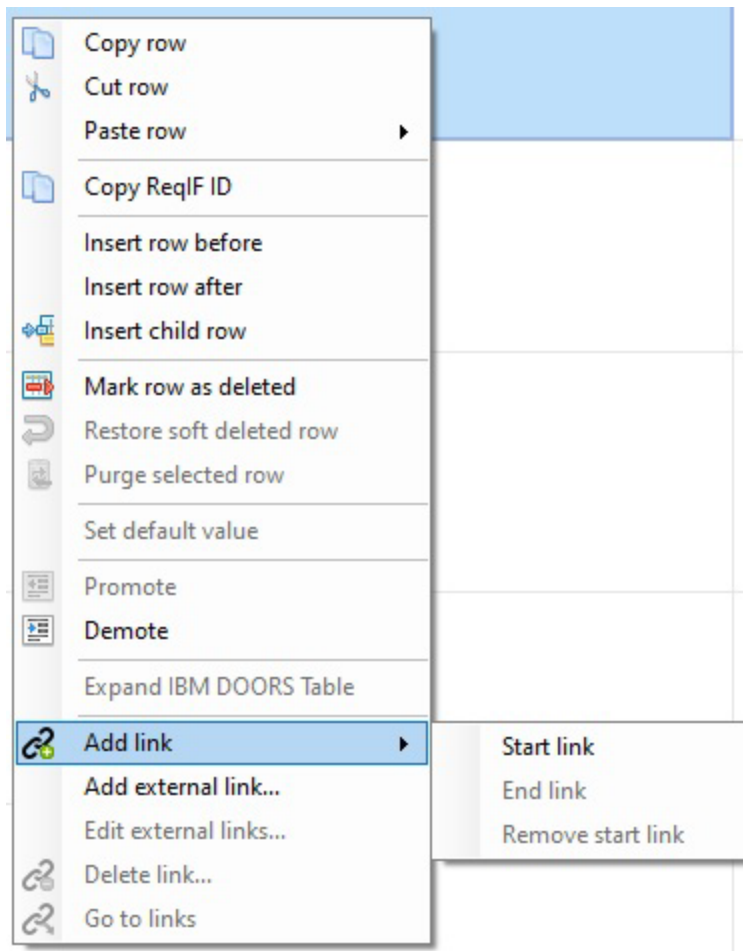 Copy row
Cut row
Paste row
Copy ReqIF ID
Insert row before
Insert row after
Insert child row
Mark row as deleted
Restore soft deleted row
Purge selected row
Set default value
Promote
Demote
Expand IBM DOORS Table
Add link
Start link
Add external link...
End link
Edit external links...
Remove start link
Delete link...
Go to links